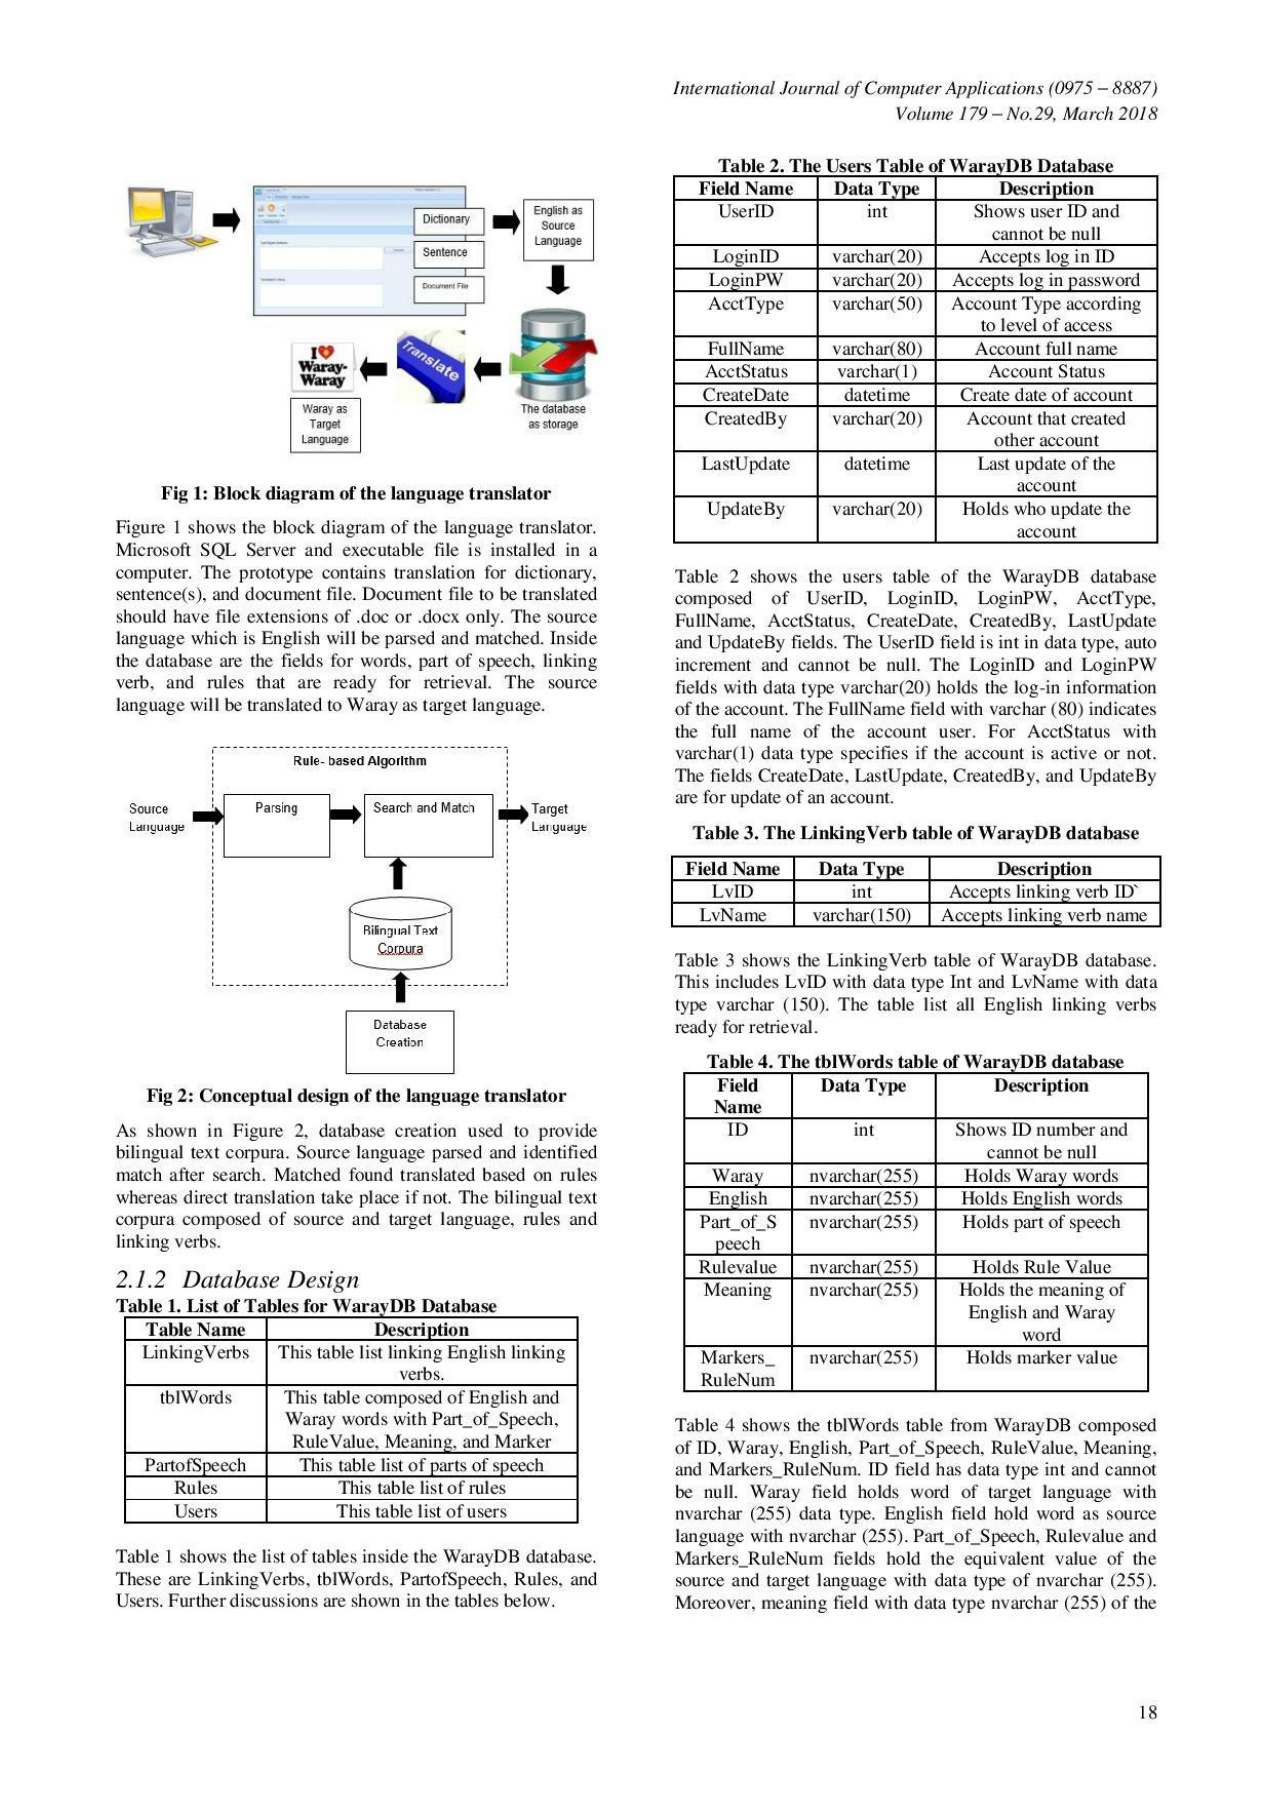 International Journal of Computer Applications (0975 – 8887)
Volume 179 – No.29, March 2018
Dictionary
Sentence
Document File
English as
Source
Language
I
Waray-
Waray
Translate
Waray as
Target
Language
The database
as storage
Fig 1: Block diagram of the language translator
Figure 1 shows the block diagram of the language translator.
Microsoft SQL Server and executable file is installed in a
computer. The prototype contains translation for dictionary,
sentence(s), and document file. Document file to be translated
should have file extensions of .doc or .docx only. The source
language which is English will be parsed and matched. Inside
the database are the fields for words, part of speech, linking
verb, and rules that are ready for retrieval. The source
language will be translated to Waray as target language.
Rule- based Algorithm
Source
Language
Parsing
Search and Match
Target
Language
Bilingual Text
Corpura
Database
Creation
Fig 2: Conceptual design of the language translator
As shown in Figure 2, database creation used to provide
bilingual text corpura. Source language parsed and identified
match after search. Matched found translated based on rules
whereas direct translation take place if not. The bilingual text
corpura composed of source and target language, rules and
linking verbs.
2.1.2 Database Design
Table 1. List of Tables for WarayDB Database
Table Name Description
LinkingVerbs This table list linking English linking
verbs.
tblWords This table composed of English and
Waray words with Part_of_Speech,
RuleValue, Meaning, and Marker
PartofSpeech This table list of parts of speech
Rules This table list of rules
Users This table list of users
Table 1 shows the list of tables inside the WarayDB database.
These are LinkingVerbs, tblWords, PartofSpeech, Rules, and
Users. Further discussions are shown in the tables below.
Table 2. The Users Table of WarayDB Database
Field Name Data Type Description
UserID int Shows user ID and
cannot be null
LoginID varchar(20) Accepts log in ID
LoginPW varchar(20) Accepts log in password
AcctType varchar(50) Account Type according
to level of access
FullName varchar(80) Account full name
AcctStatus varchar(1) Account Status
CreateDate datetime Create date of account
CreatedBy varchar(20) Account that created
other account
LastUpdate datetime Last update of the
account
UpdateBy varchar(20) Holds who update the
account
Table 2 shows the users table of the WarayDB database
composed of UserID, LoginID, LoginPW, AcctType,
FullName, AcctStatus, CreateDate, CreatedBy, LastUpdate
and UpdateBy fields. The UserID field is int in data type, auto
increment and cannot be null. The LoginID and LoginPW
fields with data type varchar(20) holds the log-in information
of the account. The FullName field with varchar (80) indicates
the full name of the account user. For AcctStatus with
varchar(1) data type specifies if the account is active or not.
The fields CreateDate, LastUpdate, CreatedBy, and UpdateBy
are for update of an account.
Table 3. The LinkingVerb table of WarayDB database
Field Name Data Type Description
LvID int Accepts linking verb ID`
LvName varchar(150) Accepts linking verb name
Table 3 shows the LinkingVerb table of WarayDB database.
This includes LvID with data type Int and LvName with data
type varchar (150). The table list all English linking verbs
ready for retrieval.
Table 4. The tblWords table of WarayDB database
Field Data Type Description
Name
ID int Shows ID number and
cannot be null
Waray nvarchar(255) Holds Waray words
English nvarchar(255) Holds English words
Part_of_S nvarchar(255) Holds part of speech
peech
Rulevalue nvarchar(255) Holds Rule Value
Meaning nvarchar(255) Holds the meaning of
English and Waray
word
Markers_ nvarchar(255) Holds marker value
RuleNum
Table 4 shows the tblWords table from WarayDB composed
of ID, Waray, English, Part_of_Speech, RuleValue, Meaning,
and Markers_RuleNum. ID field has data type int and cannot
be null. Waray field holds word of target language with
nvarchar (255) data type. English field hold word as source
language with nvarchar (255). Part_of_Speech, Rulevalue and
Markers_RuleNum fields hold the equivalent value of the
source and target language with data type of nvarchar (255).
Moreover, meaning field with data type nvarchar (255) of the
18